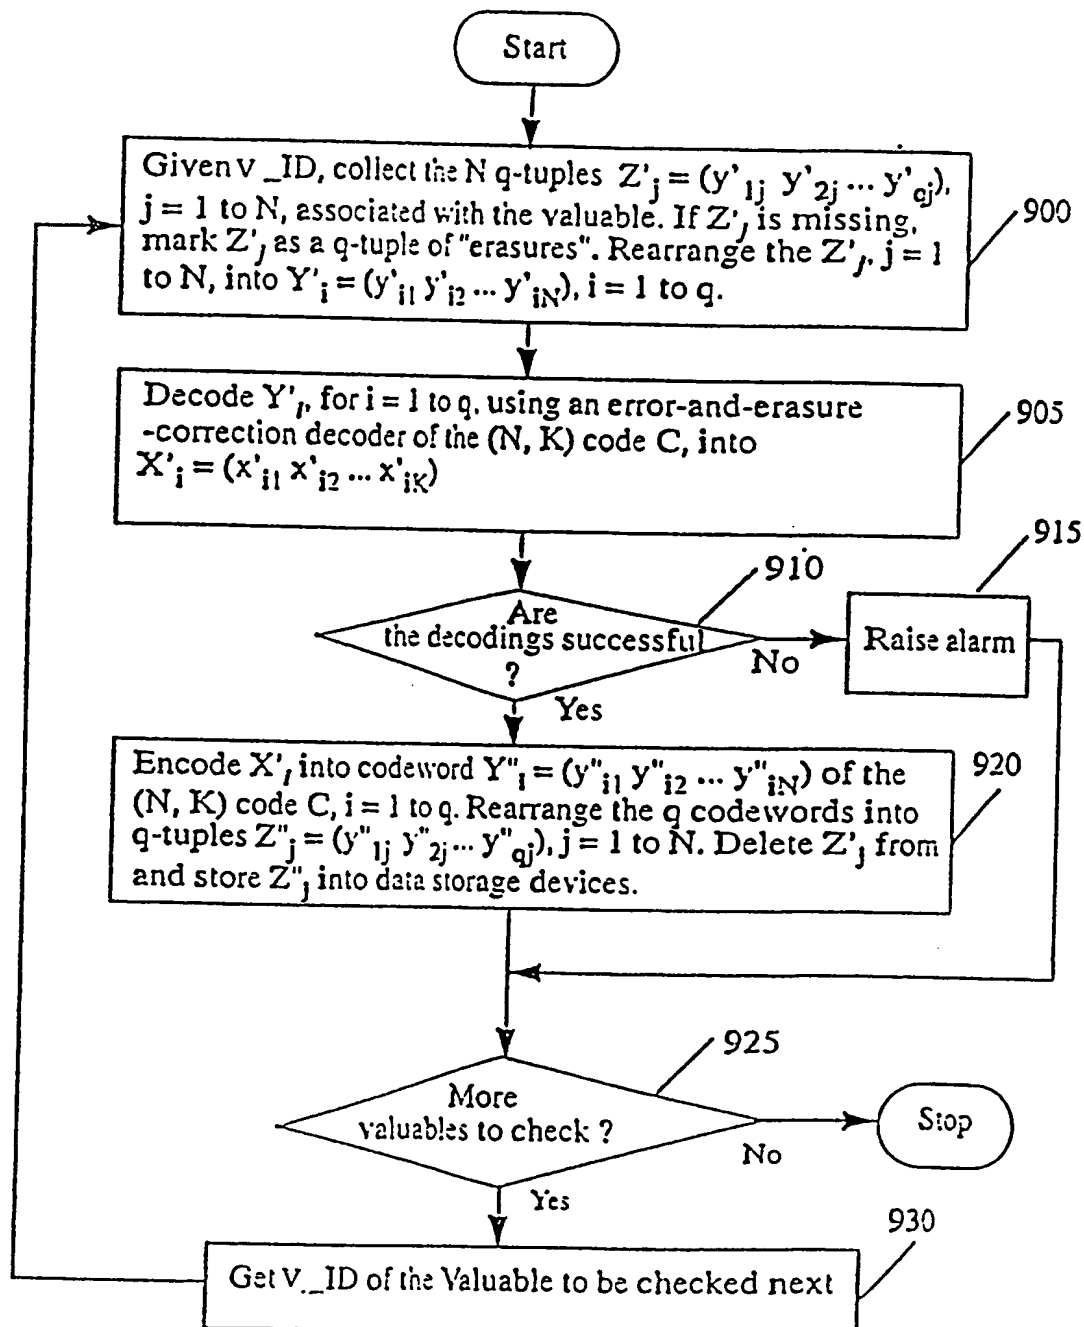 Start
Given V_ID, collect the N q-tuples Z'j = (y'1j y'2j ... y'qj),
j = 1 to N, associated with the valuable. If Z'j is missing,
mark Z'j as a q-tuple of "erasures". Rearrange the Z'j, j = 1
to N, into Y'i = (y'i1 y'i2 ... y'iN), i = 1 to q.
900
Decode Y'i, for i = 1 to q, using an error-and-erasure
-correction decoder of the (N, K) code C, into
X'i = (x'i1 x'i2 ... x'iK)
905
Are
the decodings successful
?
910
No
Raise alarm
915
Yes
Encode X'i into codeword Y"i = (y"i1 y"i2 ... y"iN) of the
(N, K) code C, i = 1 to q. Rearrange the q codewords into
q-tuples Z"j = (y"1j y"2j ... y"qj), j = 1 to N. Delete Z'j from
and store Z"j into data storage devices.
920
More
valuables to check ?
925
No
Stop
Yes
Get V_ID of the Valuable to be checked next
930